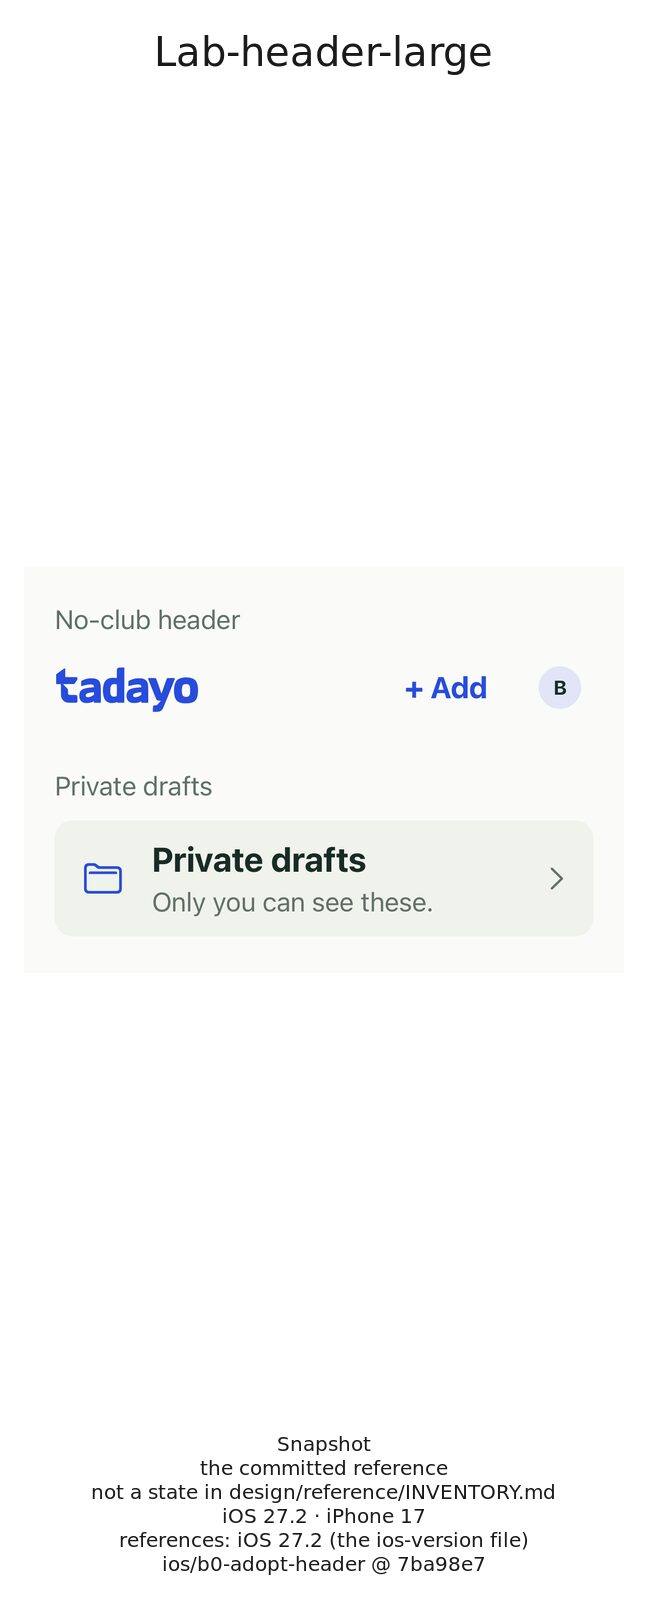 Lab-header-large
No-club header
tadayo
+ Add
B
Private drafts
Private drafts
Only you can see these.
Snapshot
the committed reference
not a state in design/reference/INVENTORY.md
iOS 27.2 · iPhone 17
references: iOS 27.2 (the ios-version file)
ios/b0-adopt-header @ 7ba98e7